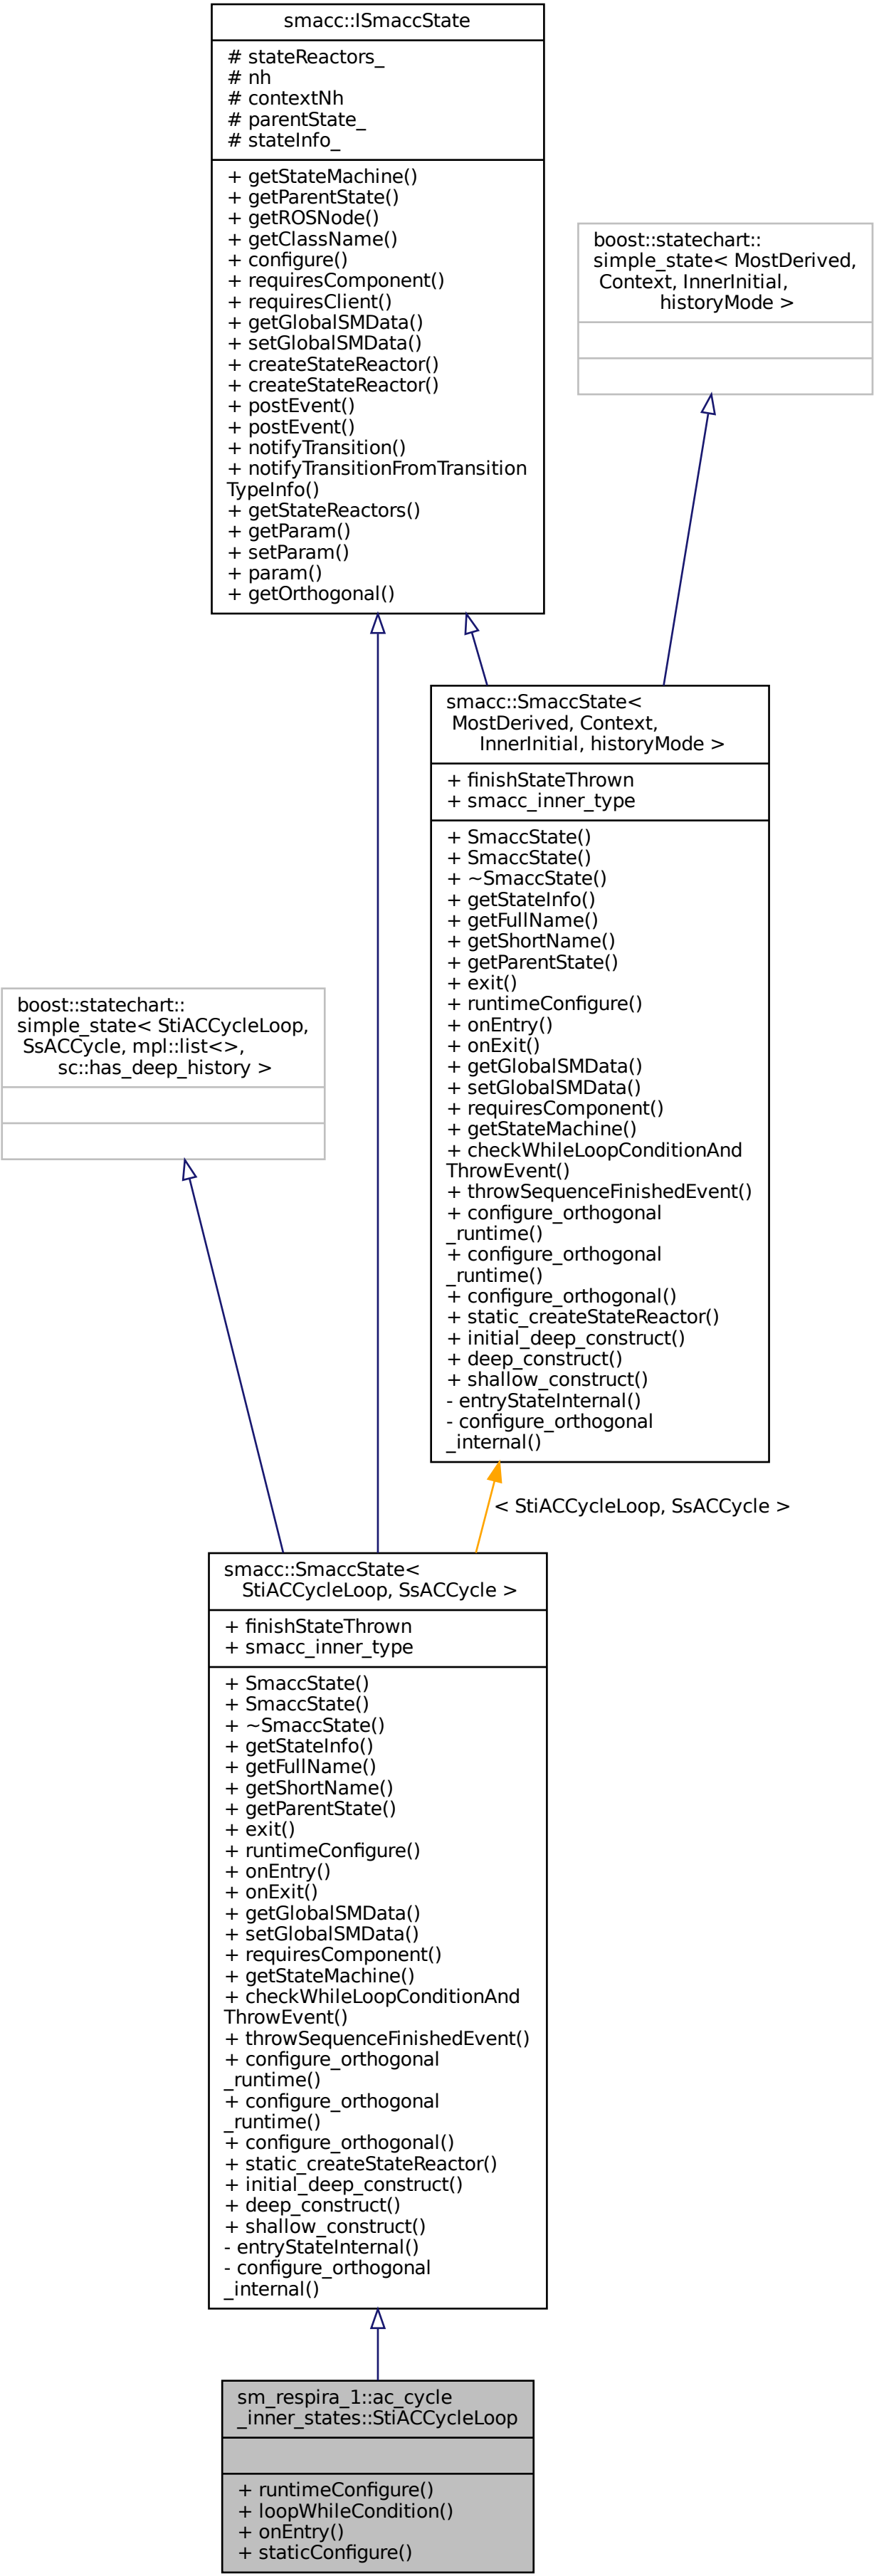 smacc::ISmaccState
# stateReactors_
# nh
# contextNh
# parentState_
# stateInfo_
+ getStateMachine()
+ getParentState()
+ getROSNode()
+ getClassName()
+ configure()
+ requiresComponent()
+ requiresClient()
+ getGlobalSMData()
+ setGlobalSMData()
+ createStateReactor()
+ createStateReactor()
+ postEvent()
+ postEvent()
+ notifyTransition()
+ notifyTransitionFromTransition
TypeInfo()
+ getStateReactors()
+ getParam()
+ setParam()
+ param()
+ getOrthogonal()
boost::statechart::
simple_state< MostDerived,
Context, InnerInitial,
historyMode >
smacc::SmaccState<
MostDerived, Context,
InnerInitial, historyMode >
+ finishStateThrown
+ smacc_inner_type
+ SmaccState()
+ SmaccState()
+ ~SmaccState()
+ getStateInfo()
+ getFullName()
+ getShortName()
+ getParentState()
+ exit()
+ runtimeConfigure()
+ onEntry()
+ onExit()
+ getGlobalSMData()
+ setGlobalSMData()
+ requiresComponent()
+ getStateMachine()
+ checkWhileLoopConditionAnd
ThrowEvent()
+ throwSequenceFinishedEvent()
+ configure_orthogonal
_runtime()
+ configure_orthogonal
_runtime()
+ configure_orthogonal()
+ static_createStateReactor()
+ initial_deep_construct()
+ deep_construct()
+ shallow_construct()
- entryStateInternal()
- configure_orthogonal
_internal()
boost::statechart::
simple_state< StiACCycleLoop,
SsACCycle, mpl::list<>,
sc::has_deep_history >
< StiACCycleLoop, SsACCycle >
smacc::SmaccState<
StiACCycleLoop, SsACCycle >
+ finishStateThrown
+ smacc_inner_type
+ SmaccState()
+ SmaccState()
+ ~SmaccState()
+ getStateInfo()
+ getFullName()
+ getShortName()
+ getParentState()
+ exit()
+ runtimeConfigure()
+ onEntry()
+ onExit()
+ getGlobalSMData()
+ setGlobalSMData()
+ requiresComponent()
+ getStateMachine()
+ checkWhileLoopConditionAnd
ThrowEvent()
+ throwSequenceFinishedEvent()
+ configure_orthogonal
_runtime()
+ configure_orthogonal
_runtime()
+ configure_orthogonal()
+ static_createStateReactor()
+ initial_deep_construct()
+ deep_construct()
+ shallow_construct()
- entryStateInternal()
- configure_orthogonal
_internal()
sm_respira_1::ac_cycle
_inner_states::StiACCycleLoop
+ runtimeConfigure()
+ loopWhileCondition()
+ onEntry()
+ staticConfigure()